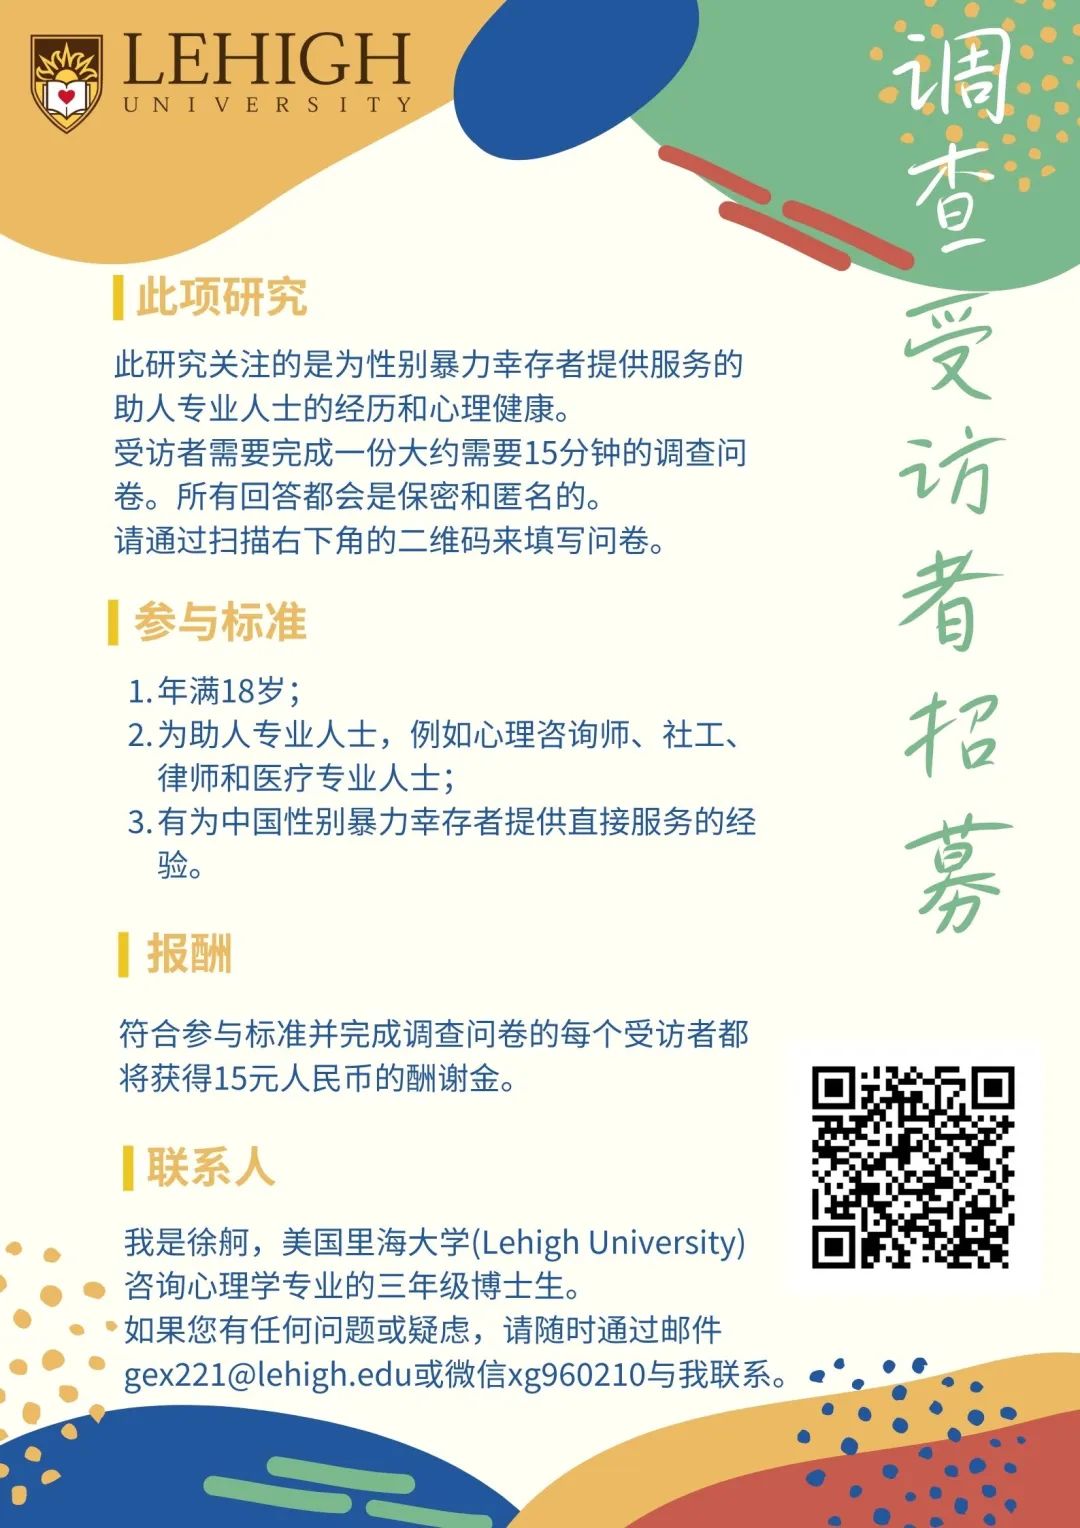 LEHIGH
UNIVERSITY
调查受访者招募
此项研究
此研究关注的是为性别暴力幸存者提供服务的
助人专业人士的经历和心理健康。
受访者需要完成一份大约需要15分钟的调查问
卷。所有回答都会是保密和匿名的。
请通过扫描右下角的二维码来填写问卷。
参与标准
1. 年满18岁；
2. 为助人专业人士，例如心理咨询师、社工、
律师和医疗专业人士；
3. 有为中国性别暴力幸存者提供直接服务的经
验。
报酬
符合参与标准并完成调查问卷的每个受访者都
将获得15元人民币的酬谢金。
联系人
我是徐舸，美国里海大学(Lehigh University)
咨询心理学专业的三年级博士生。
如果您有任何问题或疑虑，请随时通过邮件
gex221@lehigh.edu或微信xg960210与我联系。